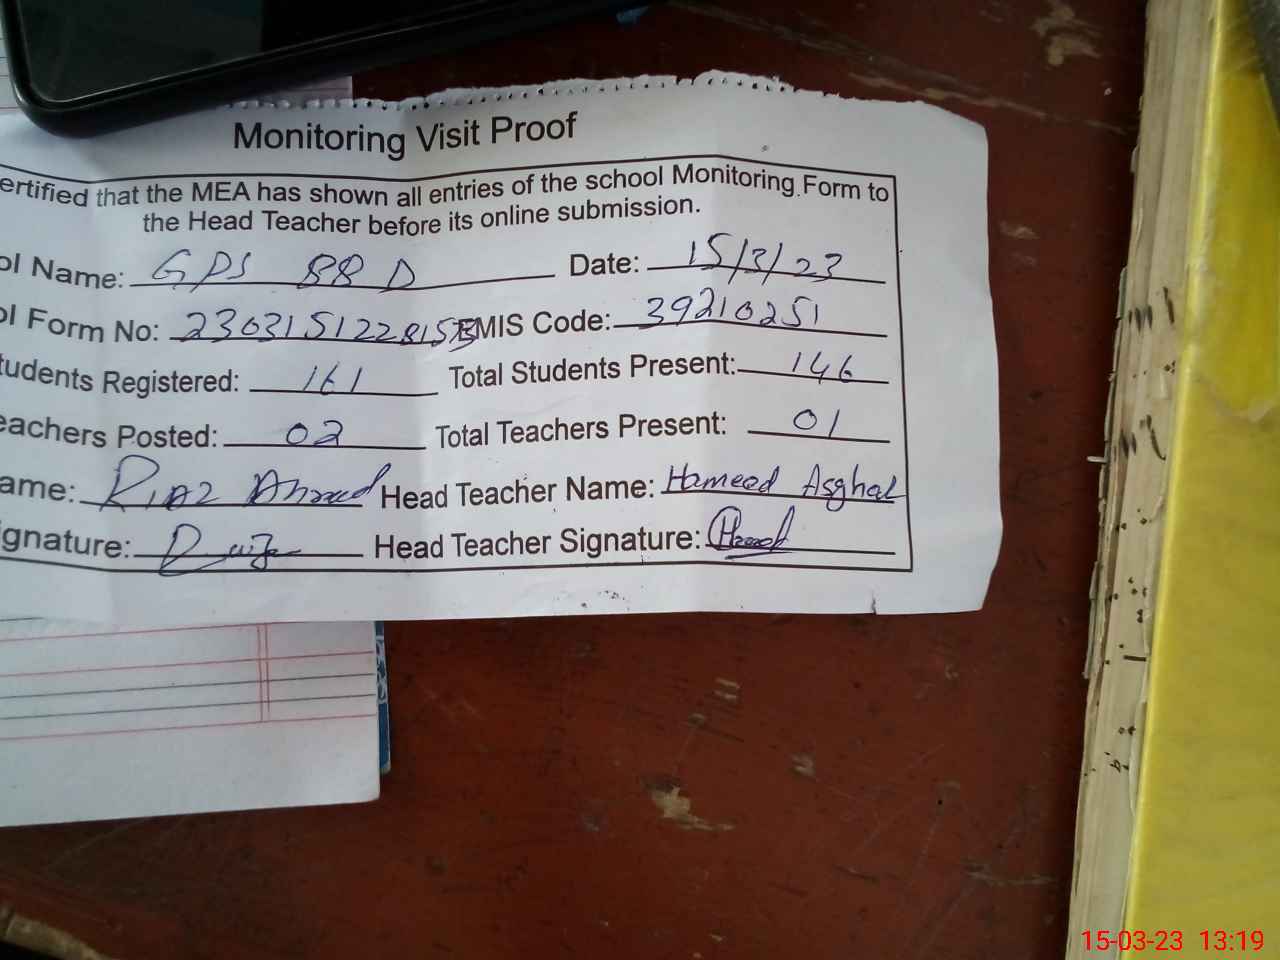 Monitoring Visit Proof
ertified that the MEA has shown all entries of the school Monitoring Form to
the Head Teacher before its online submission.
ol Name: GPS 88 D Date: 15/3/23
ol Form No: EMIS Code: 39210251
tudents Registered: 161 Total Students Present: 146
eachers Posted: 02 Total Teachers Present: 01
ame: Riaz Ahmed Head Teacher Name: Hameed Asghar
ignature: Head Teacher Signature:
15-03-23 13:19